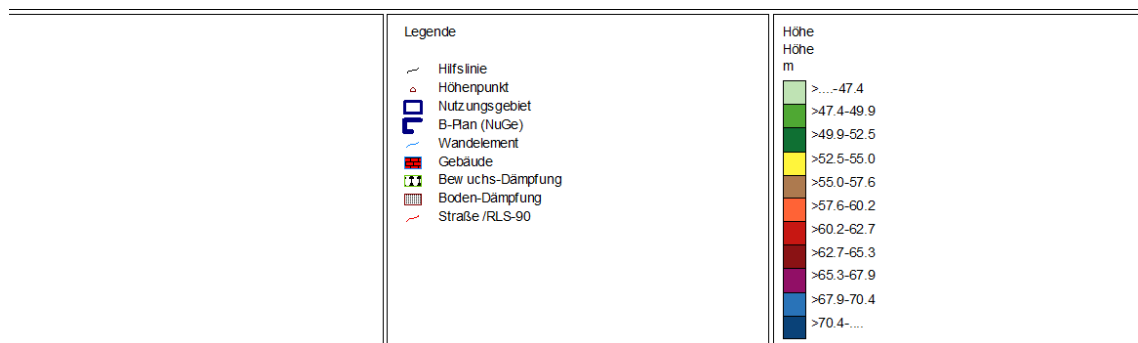 Legende
Hilfslinie
Höhenpunkt
Nutzungsgebiet
B-Plan (NuGe)
Wandelement
Gebäude
Bew uchs-Dämpfung
Boden-Dämpfung
Straße /RLS-90
Höhe
Höhe
m
>....-47.4
>47.4-49.9
>49.9-52.5
>52.5-55.0
>55.0-57.6
>57.6-60.2
>60.2-62.7
>62.7-65.3
>65.3-67.9
>67.9-70.4
>70.4-....